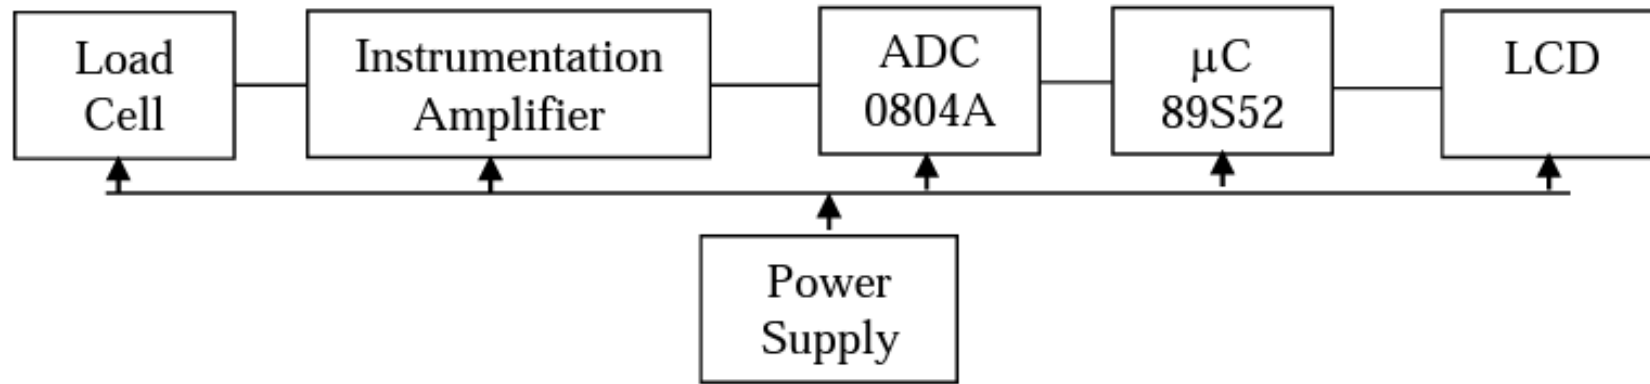 Load
Cell
Instrumentation
Amplifier
ADC
0804A
μC
89S52
LCD
Power
Supply